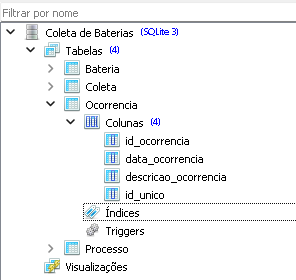 Filtrar por nome
Coleta de Baterias (SQLite 3)
Tabelas (4)
Bateria
Coleta
Ocorrencia
Colunas (4)
id_ocorrencia
data_ocorrencia
descricao_ocorrencia
id_unico
Índices
Triggers
Processo
Visualizações